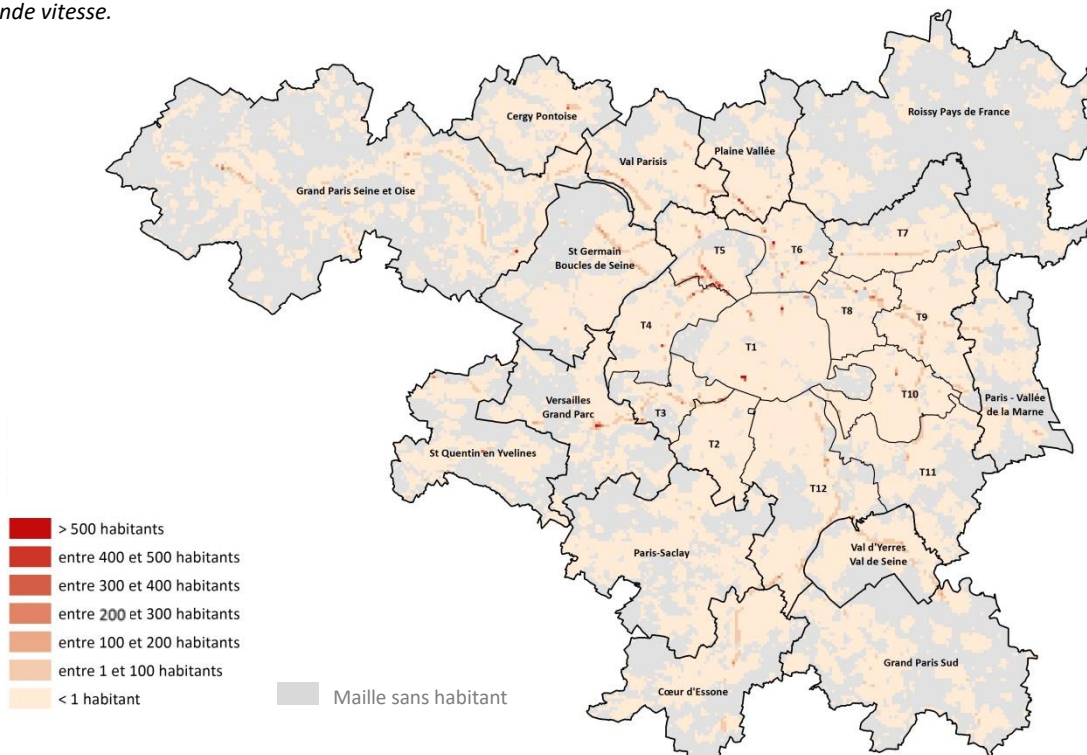 nde vitesse.
Cergy Pontoise
Roissy Pays de France
Val Parisis
Plaine Vallée
Grand Paris Seine et Oise
T7
St Germain
Boucles de Seine
T5
T6
T8
T9
T4
T1
Versailles
Grand Parc
T3
T10
Paris - Vallée
de la Marne
T2
St Quentin en Yvelines
T11
T12
Paris-Saclay
Val d'Yerres
Val de Seine
Grand Paris Sud
Cœur d'Essone
> 500 habitants
entre 400 et 500 habitants
entre 300 et 400 habitants
entre 200 et 300 habitants
entre 100 et 200 habitants
entre 1 et 100 habitants
< 1 habitant
Maille sans habitant